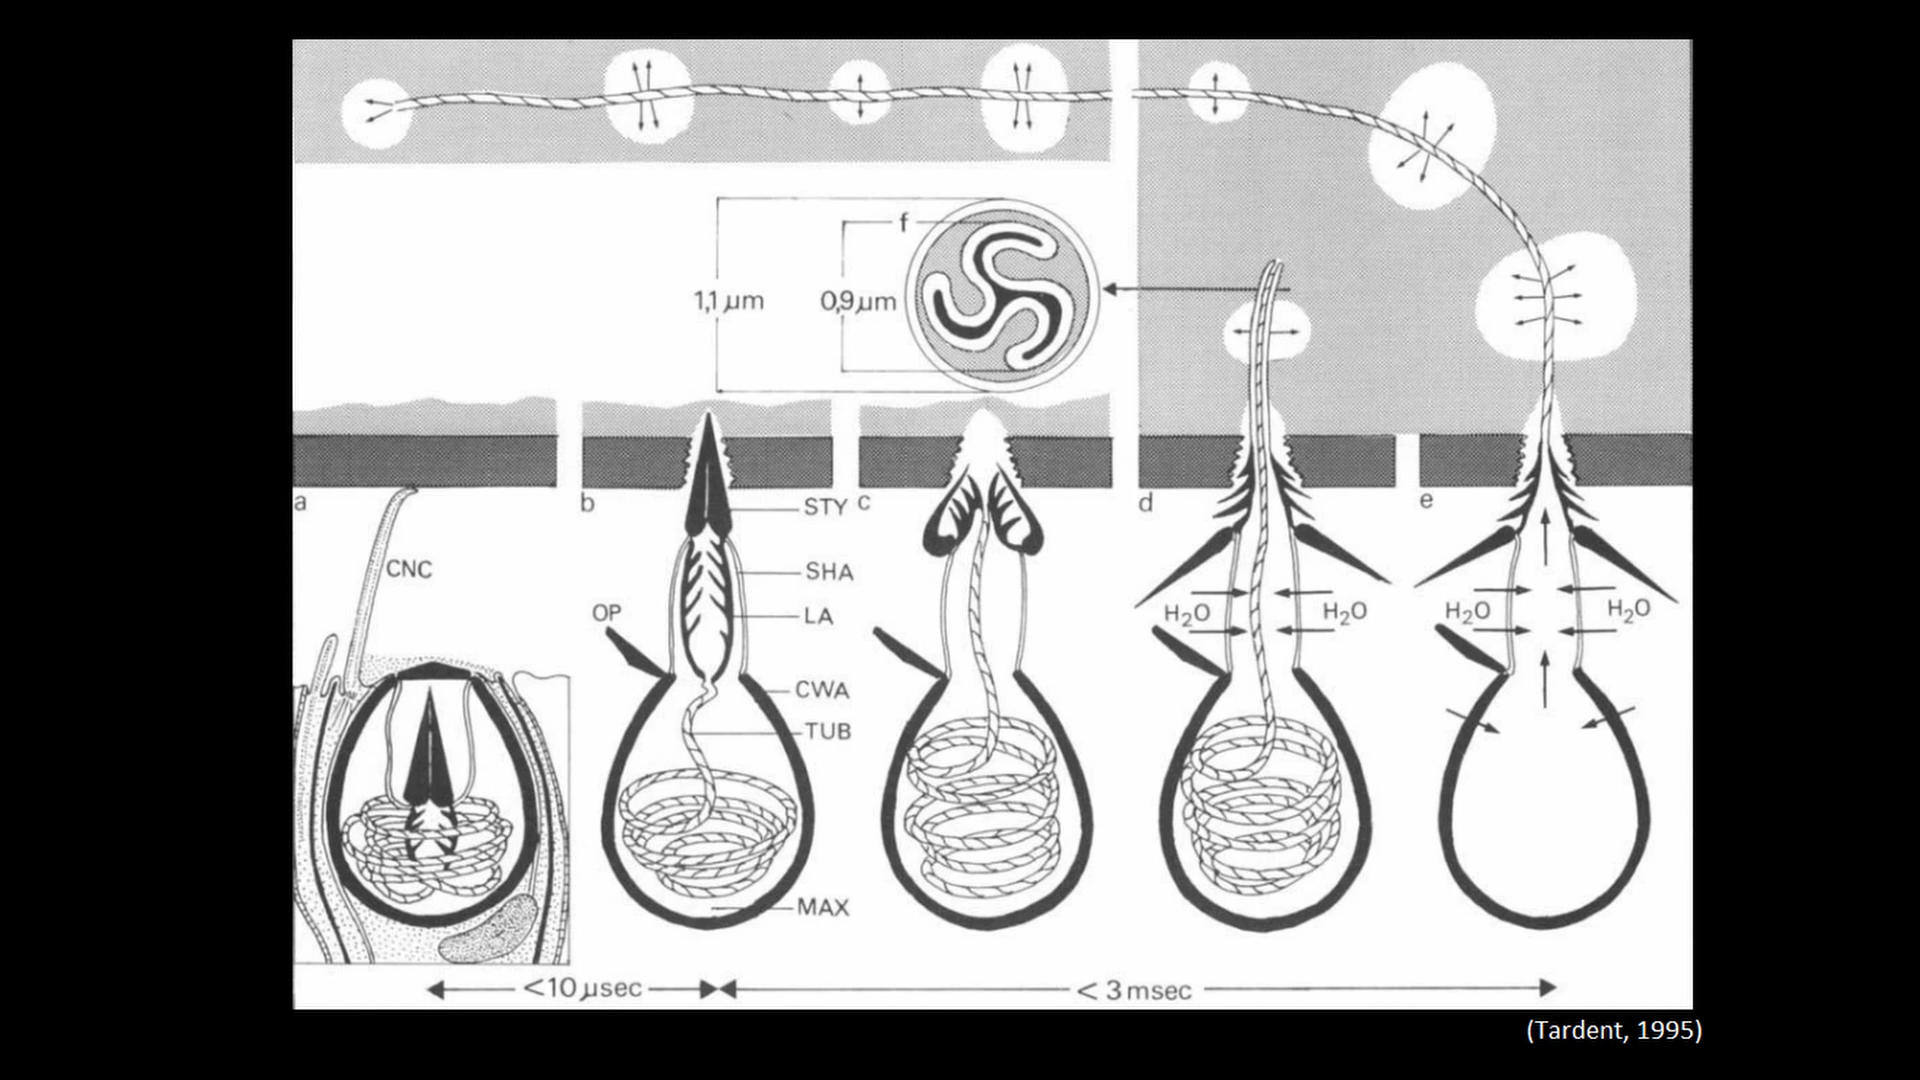 f
1,1 µm
0,9 µm
a
b
STY
c
d
e
CNC
SHA
OP
LA
H₂O
H₂O
H₂O
H₂O
CWA
TUB
MAX
<10 µsec
< 3 msec
(Tardent, 1995)